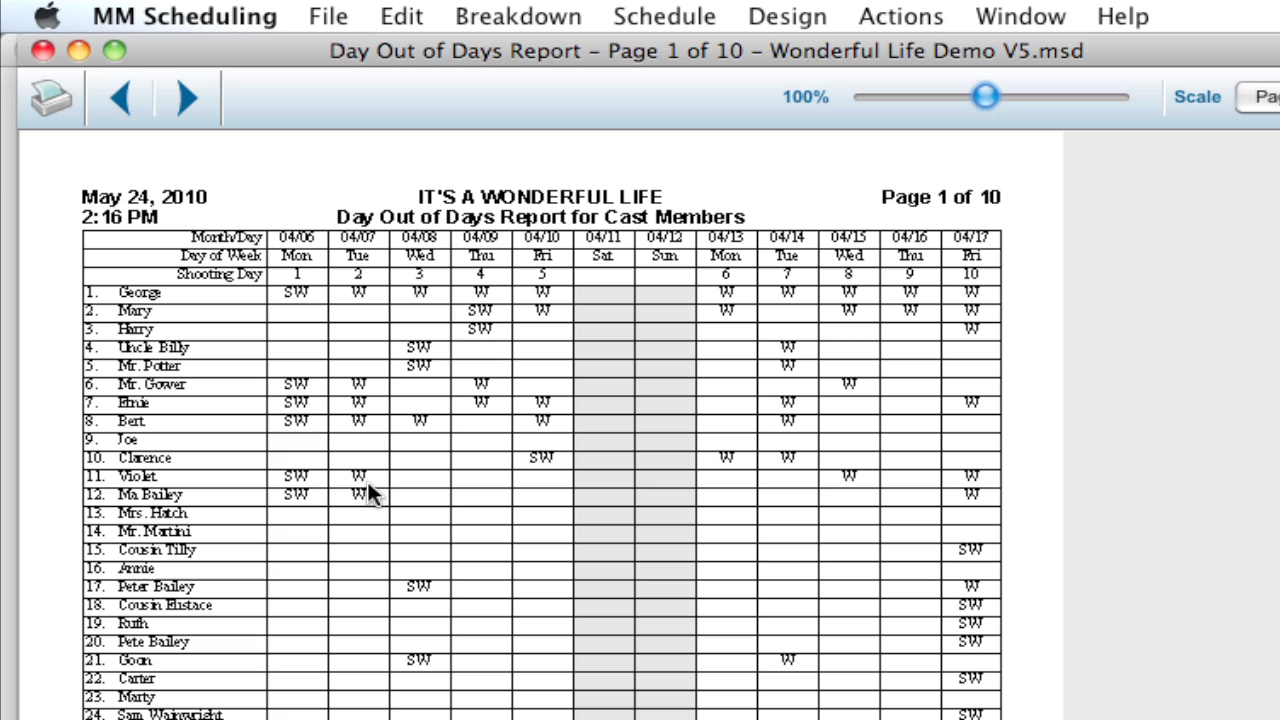 MM Scheduling File Edit Breakdown Schedule Design Actions Window Help
Day Out of Days Report – Page 1 of 10 – Wonderful Life Demo V5.msd
100% Scale
May 24, 2010 IT'S A WONDERFUL LIFE Page 1 of 10
2:16 PM Day Out of Days Report for Cast Members
Month/Day 04/06 04/07 04/08 04/09 04/10 04/11 04/12 04/13 04/14 04/15 04/16 04/17
Day of Week Mon Tue Wed Thu Fri Sat Sun Mon Tue Wed Thu Fri
Shooting Day 1 2 3 4 5 6 7 8 9 10
1. George SW W W W W W W W W W
2. Mary SW W W W W W
3. Harry SW W
4. Uncle Billy SW W
5. Mr. Potter SW W
6. Mr. Gower SW W W W
7. Ernie SW W W W W W
8. Bert SW W W W W
9. Joe
10. Clarence SW W W
11. Violet SW W W W
12. Ma Bailey SW W W
13. Mrs. Hatch
14. Mr. Martini
15. Cousin Tilly SW
16. Annie
17. Peter Bailey SW W
18. Cousin Eustace SW
19. Ruth SW
20. Pete Bailey SW
21. Goon SW W
22. Carter SW
23. Marty
24. Sam Wainwright SW